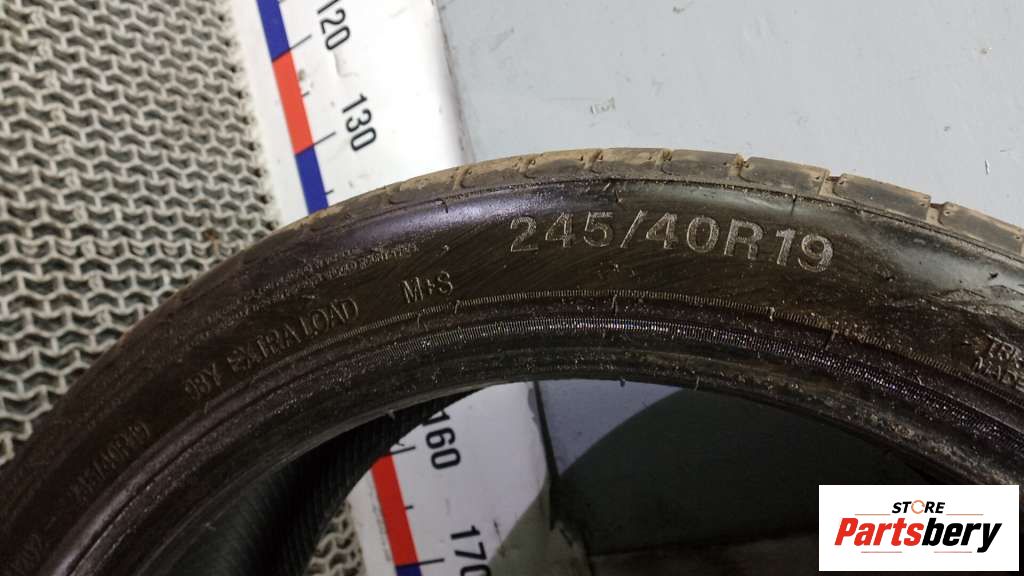 120
130
245/40R19
M+S
98Y EXTRA LOAD
160
170
STORE
Partsbery